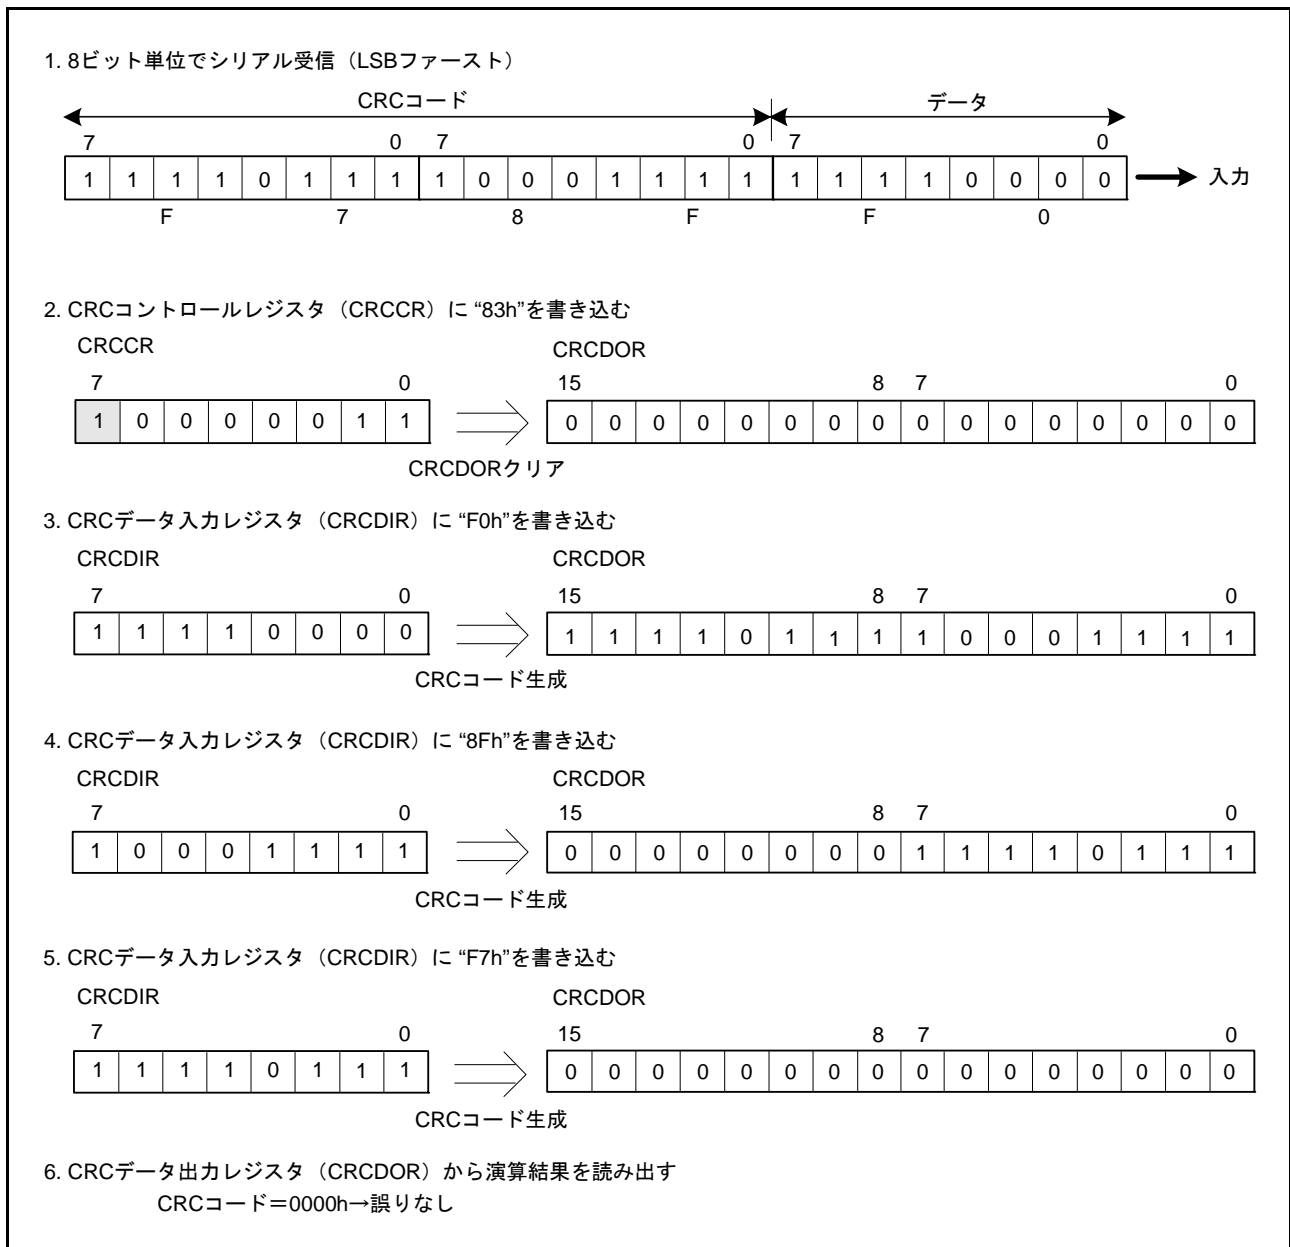 1. 8ビット単位でシリアル受信（LSBファースト）
CRCコード データ
7 0 7 0 7 0
1 1 1 1 0 1 1 1 1 0 0 0 1 1 1 1 1 1 1 1 0 0 0 0 入力
F 7 8 F F 0
2. CRCコントロールレジスタ（CRCCR）に “83h”を書き込む
CRCCR CRCDOR
7 0 15 8 7 0
1 0 0 0 0 0 1 1 0 0 0 0 0 0 0 0 0 0 0 0 0 0 0 0
CRCDORクリア
3. CRCデータ入力レジスタ（CRCDIR）に “F0h”を書き込む
CRCDIR CRCDOR
7 0 15 8 7 0
1 1 1 1 0 0 0 0 1 1 1 1 0 1 1 1 1 0 0 0 1 1 1 1
CRCコード生成
4. CRCデータ入力レジスタ（CRCDIR）に “8Fh”を書き込む
CRCDIR CRCDOR
7 0 15 8 7 0
1 0 0 0 1 1 1 1 0 0 0 0 0 0 0 0 1 1 1 1 0 1 1 1
CRCコード生成
5. CRCデータ入力レジスタ（CRCDIR）に “F7h”を書き込む
CRCDIR CRCDOR
7 0 15 8 7 0
1 1 1 1 0 1 1 1 0 0 0 0 0 0 0 0 0 0 0 0 0 0 0 0
CRCコード生成
6. CRCデータ出力レジスタ（CRCDOR）から演算結果を読み出す
CRCコード＝0000h→誤りなし